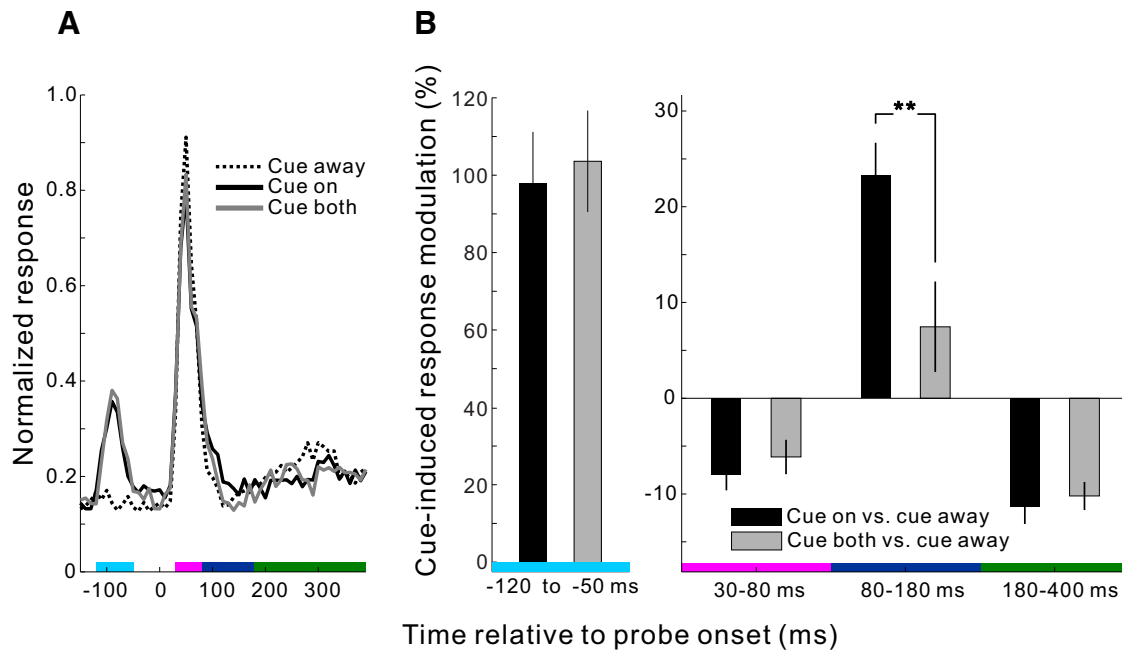 A
B
Normalized response
1.0
0.8
0.6
0.4
0.2
0
Cue away
Cue on
Cue both
-100 0 100 200 300
Cue-induced response modulation (%)
120
100
80
60
40
20
0
-120 to -50 ms
30
20
10
0
-10
**
Cue on vs. cue away
Cue both vs. cue away
30-80 ms 80-180 ms 180-400 ms
Time relative to probe onset (ms)